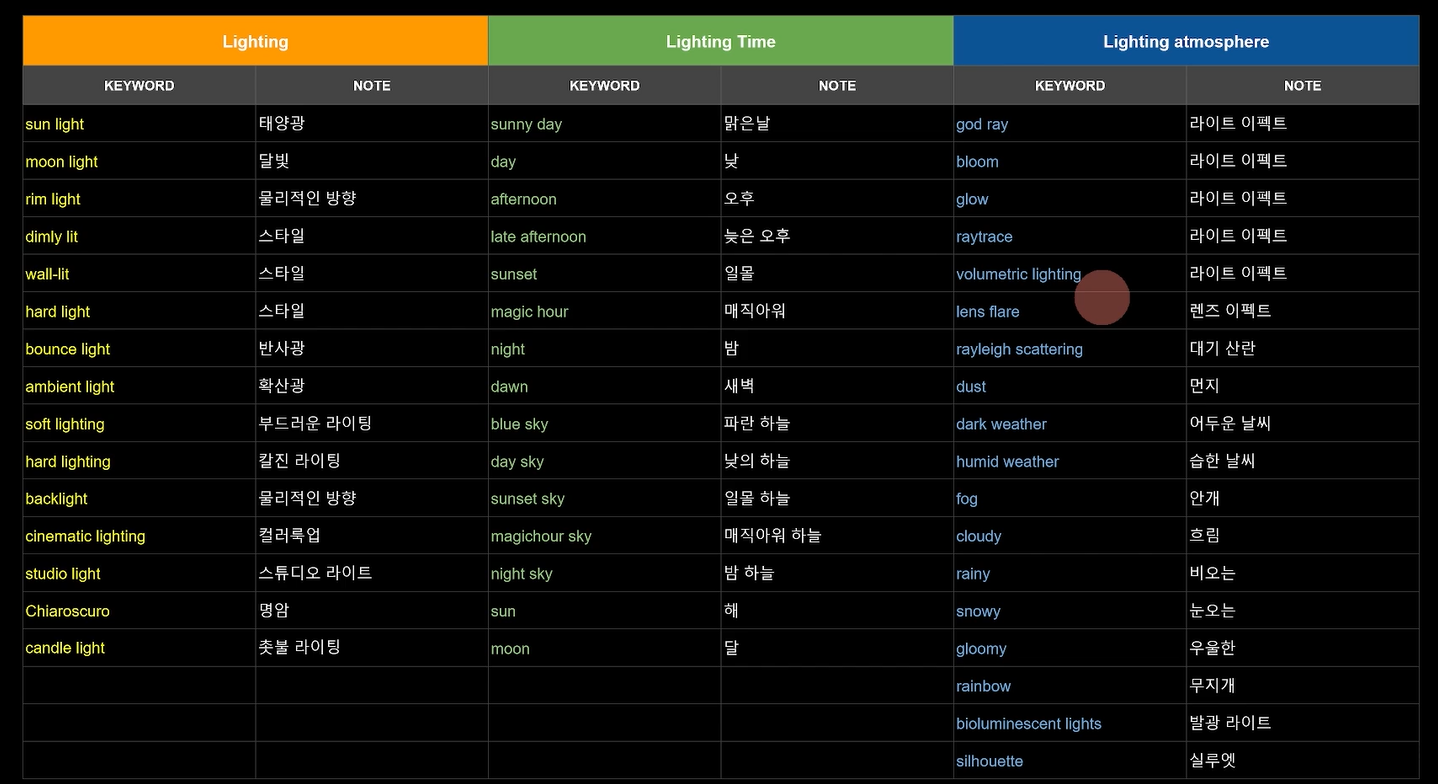 Lighting Lighting Time Lighting atmosphere
KEYWORD NOTE KEYWORD NOTE KEYWORD NOTE
sun light 태양광 sunny day 맑은날 god ray 라이트 이펙트
moon light 달빛 day 낮 bloom 라이트 이펙트
rim light 물리적인 방향 afternoon 오후 glow 라이트 이펙트
dimly lit 스타일 late afternoon 늦은 오후 raytrace 라이트 이펙트
wall-lit 스타일 sunset 일몰 volumetric lighting 라이트 이펙트
hard light 스타일 magic hour 매직아워 lens flare 렌즈 이펙트
bounce light 반사광 night 밤 rayleigh scattering 대기 산란
ambient light 확산광 dawn 새벽 dust 먼지
soft lighting 부드러운 라이팅 blue sky 파란 하늘 dark weather 어두운 날씨
hard lighting 칼진 라이팅 day sky 낮의 하늘 humid weather 습한 날씨
backlight 물리적인 방향 sunset sky 일몰 하늘 fog 안개
cinematic lighting 컬러룩업 magichour sky 매직아워 하늘 cloudy 흐림
studio light 스튜디오 라이트 night sky 밤 하늘 rainy 비오는
Chiaroscuro 명암 sun 해 snowy 눈오는
candle light 촛불 라이팅 moon 달 gloomy 우울한
rainbow 무지개
bioluminescent lights 발광 라이트
silhouette 실루엣